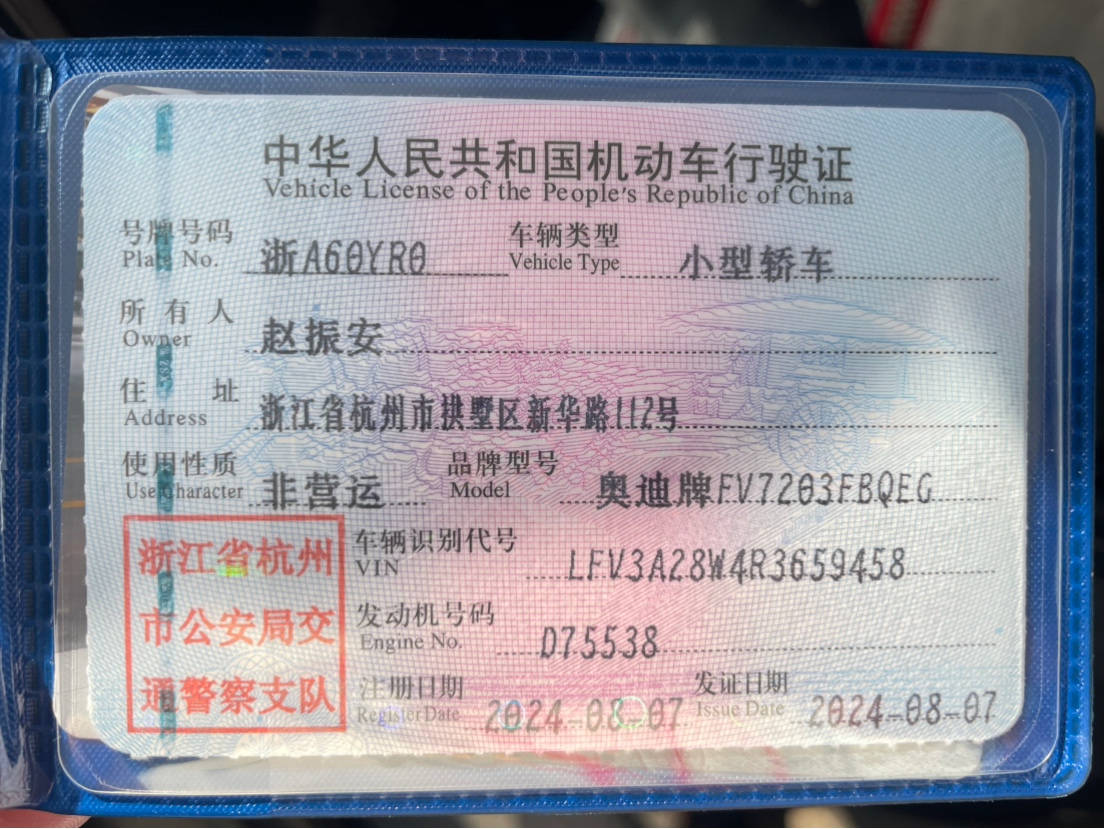 中华人民共和国机动车行驶证
Vehicle License of the People's Republic of China
号牌号码 浙A60YR0 车辆类型 小型轿车
Plate No. Vehicle Type
所有人 赵振安
Owner
住址 浙江省杭州市拱墅区新华路112号
Address
使用性质 非营运 品牌型号 奥迪牌FV7203FBQEG
Use Character Model
浙江省杭州
市公安局交
通警察支队
车辆识别代号 LFV3A28W4R3659458
VIN
发动机号码 D75538
Engine No.
注册日期 2024-08-07 发证日期 2024-08-07
Register Date Issue Date